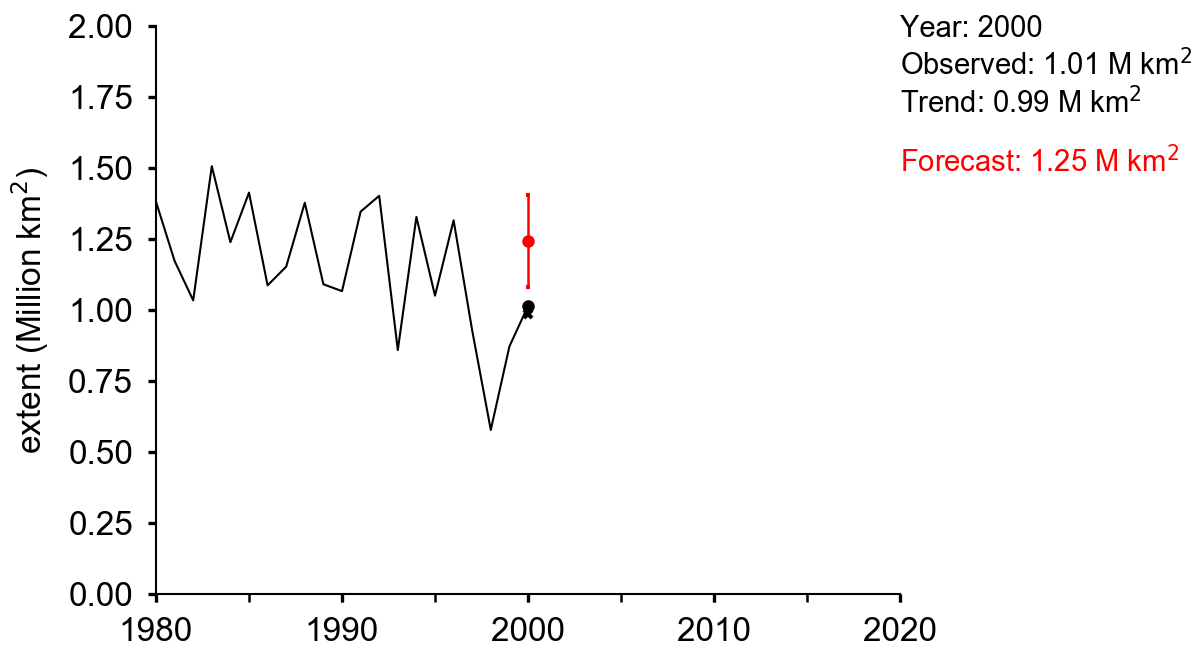 Year: 2000
Observed: 1.01 M km²
Trend: 0.99 M km²
Forecast: 1.25 M km²
extent (Million km²)
2.00
1.75
1.50
1.25
1.00
0.75
0.50
0.25
0.00
1980 1990 2000 2010 2020